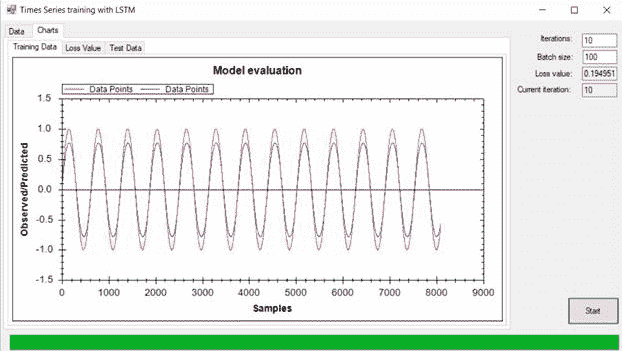 Times Series training with LSTM
Data Charts
Training Data Loss Value Test Data
Iterations: 10
Batch size: 100
Loss value: 0.194951
Current iteration: 10
Model evaluation
Data Points Data Points
1.5
1.0
0.5
0.0
-0.5
-1.0
-1.5
Observed/Predicted
0 1000 2000 3000 4000 5000 6000 7000 8000 9000
Samples
Start